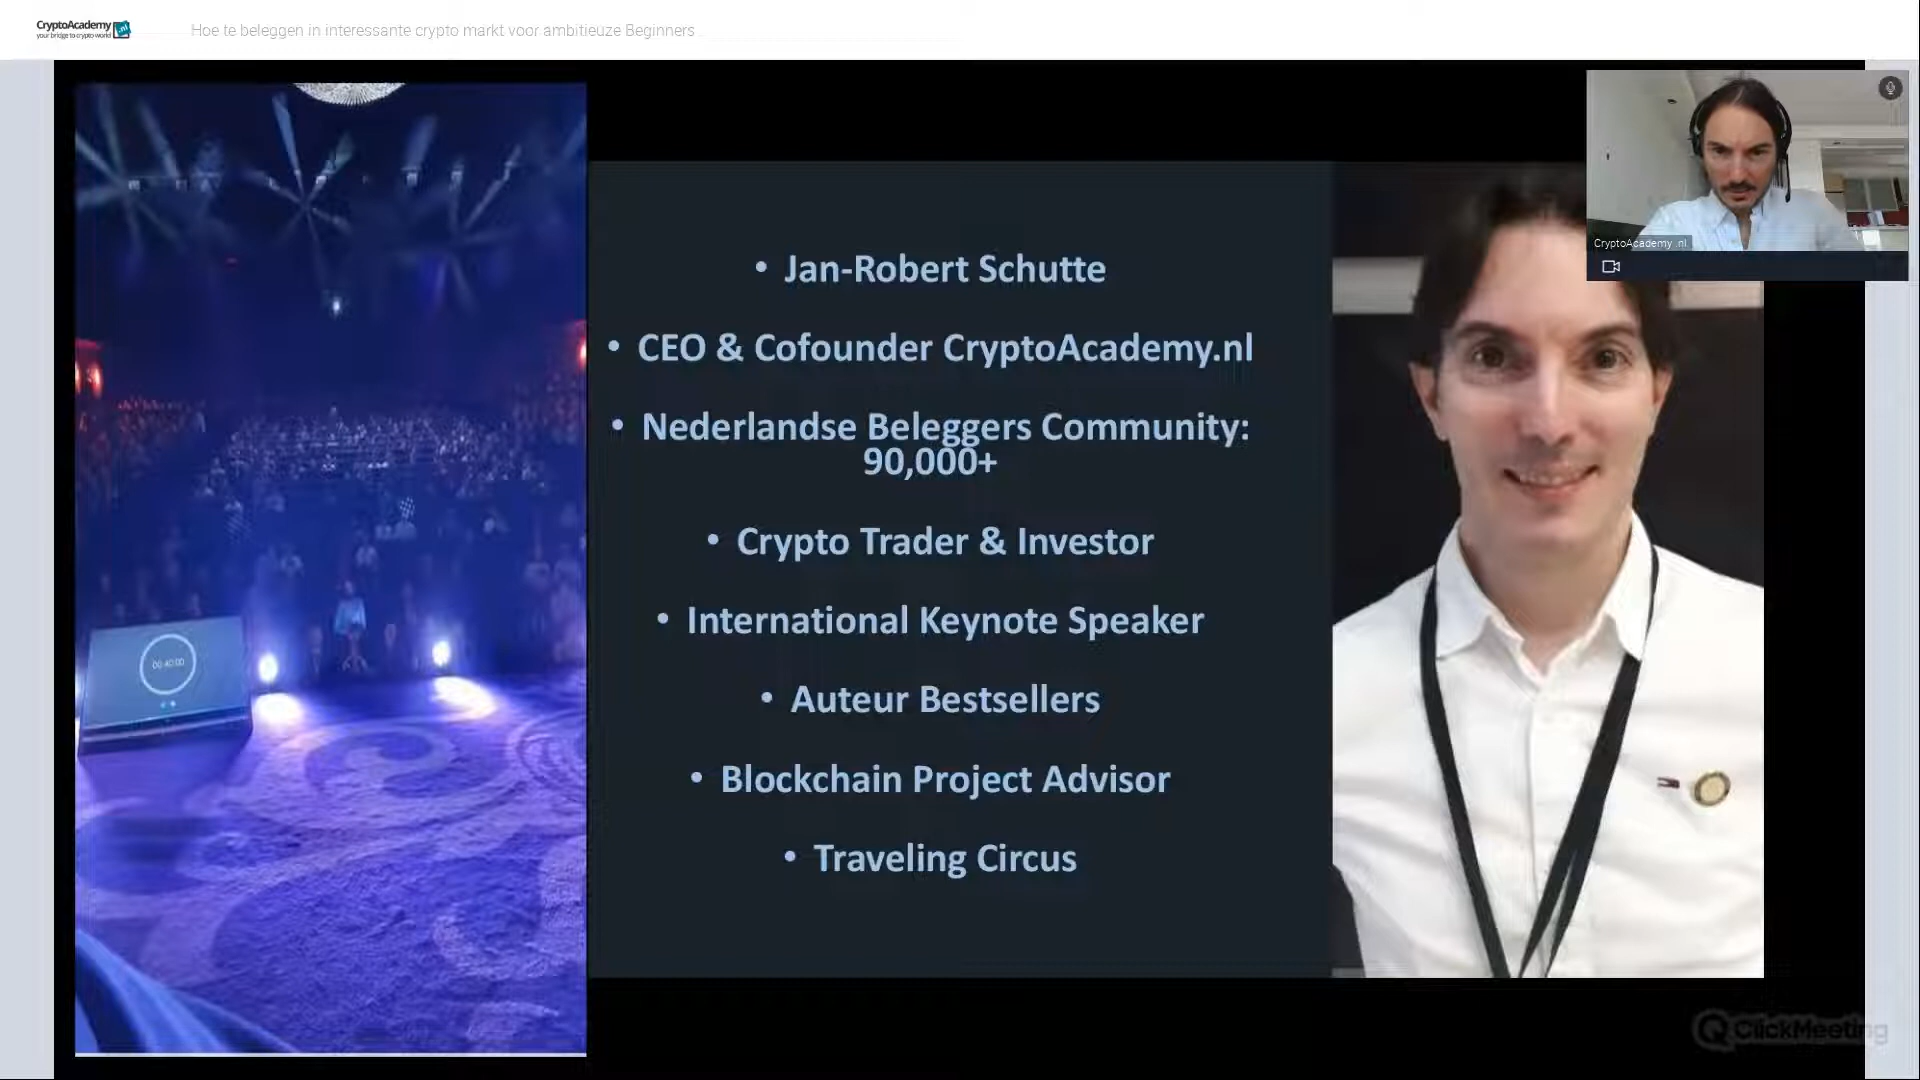 CryptoAcademy .nl
your bridge to crypto world
Hoe te beleggen in interessante crypto markt voor ambitieuze Beginners .
CryptoAcademy .nl
• Jan-Robert Schutte
• CEO & Cofounder CryptoAcademy.nl
• Nederlandse Beleggers Community:
90,000+
• Crypto Trader & Investor
• International Keynote Speaker
• Auteur Bestsellers
• Blockchain Project Advisor
• Traveling Circus
00:40:00
ClickMeeting